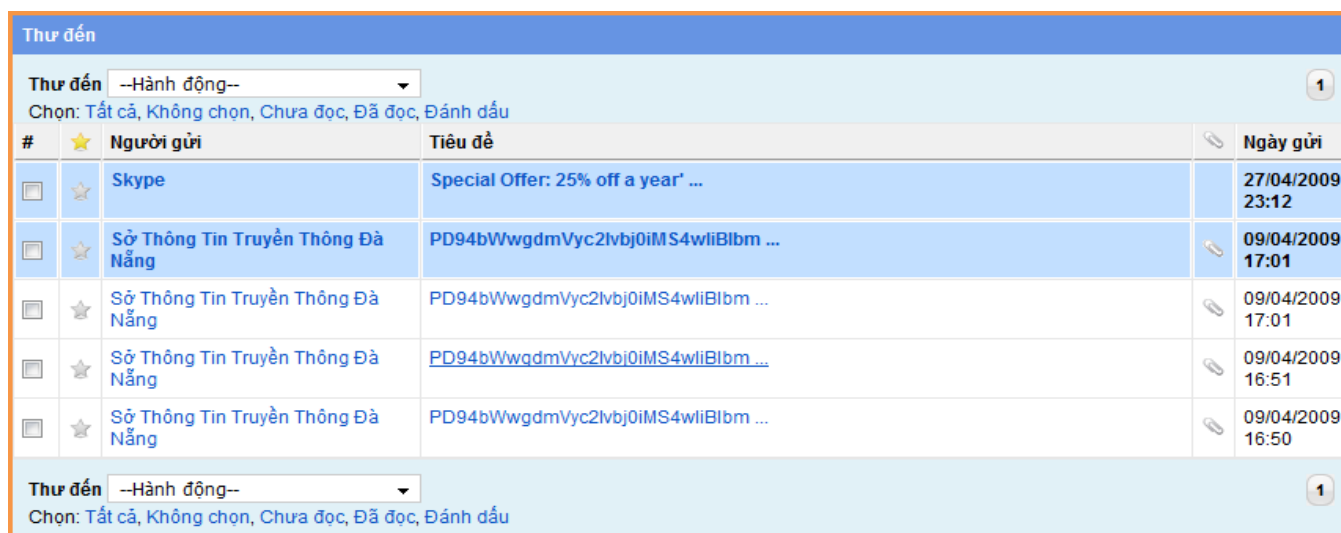 Thư đến
Thư đến --Hành động-- 1
Chọn: Tất cả, Không chọn, Chưa đọc, Đã đọc, Đánh dấu
# Người gửi Tiêu đề Ngày gửi
Skype Special Offer: 25% off a year' ... 27/04/2009
23:12
Sở Thông Tin Truyền Thông Đà PD94bWwgdmVyc2lvbj0iMS4wIiBlbm ... 09/04/2009
Nẵng 17:01
Sở Thông Tin Truyền Thông Đà PD94bWwgdmVyc2lvbj0iMS4wIiBlbm ... 09/04/2009
Nẵng 17:01
Sở Thông Tin Truyền Thông Đà PD94bWwgdmVyc2lvbj0iMS4wIiBlbm ... 09/04/2009
Nẵng 16:51
Sở Thông Tin Truyền Thông Đà PD94bWwgdmVyc2lvbj0iMS4wIiBlbm ... 09/04/2009
Nẵng 16:50
Thư đến --Hành động-- 1
Chọn: Tất cả, Không chọn, Chưa đọc, Đã đọc, Đánh dấu